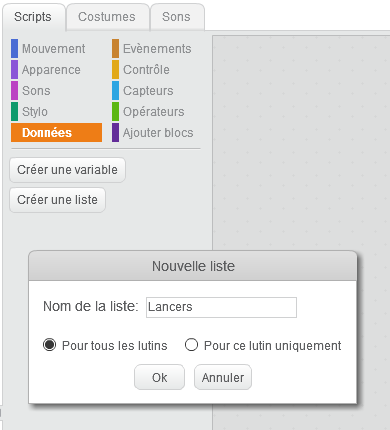 Scripts Costumes Sons
Mouvement Evènements
Apparence Contrôle
Sons Capteurs
Stylo Opérateurs
Données Ajouter blocs
Créer une variable
Créer une liste
Nouvelle liste
Nom de la liste: Lancers
Pour tous les lutins Pour ce lutin uniquement
Ok Annuler